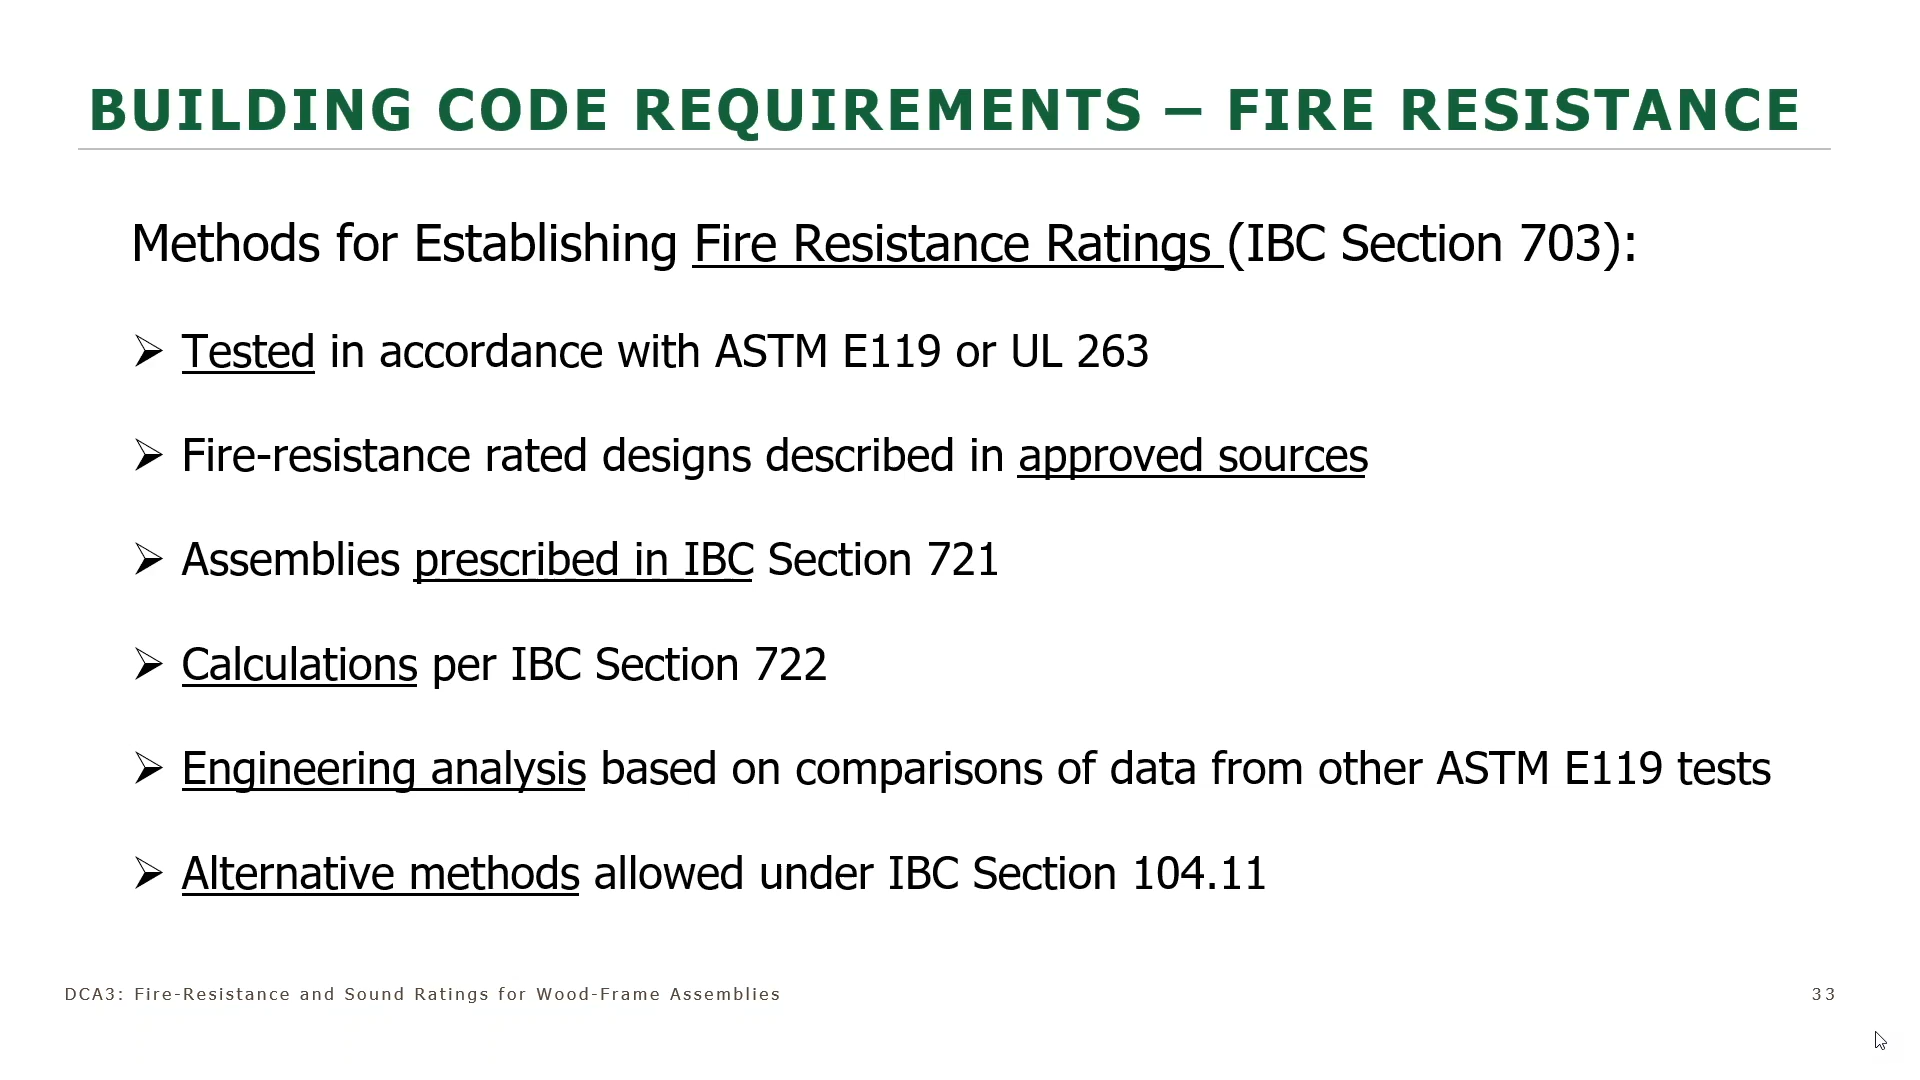 BUILDING CODE REQUIREMENTS – FIRE RESISTANCE
Methods for Establishing Fire Resistance Ratings (IBC Section 703):
➢ Tested in accordance with ASTM E119 or UL 263
➢ Fire-resistance rated designs described in approved sources
➢ Assemblies prescribed in IBC Section 721
➢ Calculations per IBC Section 722
➢ Engineering analysis based on comparisons of data from other ASTM E119 tests
➢ Alternative methods allowed under IBC Section 104.11
DCA3: Fire-Resistance and Sound Ratings for Wood-Frame Assemblies
33